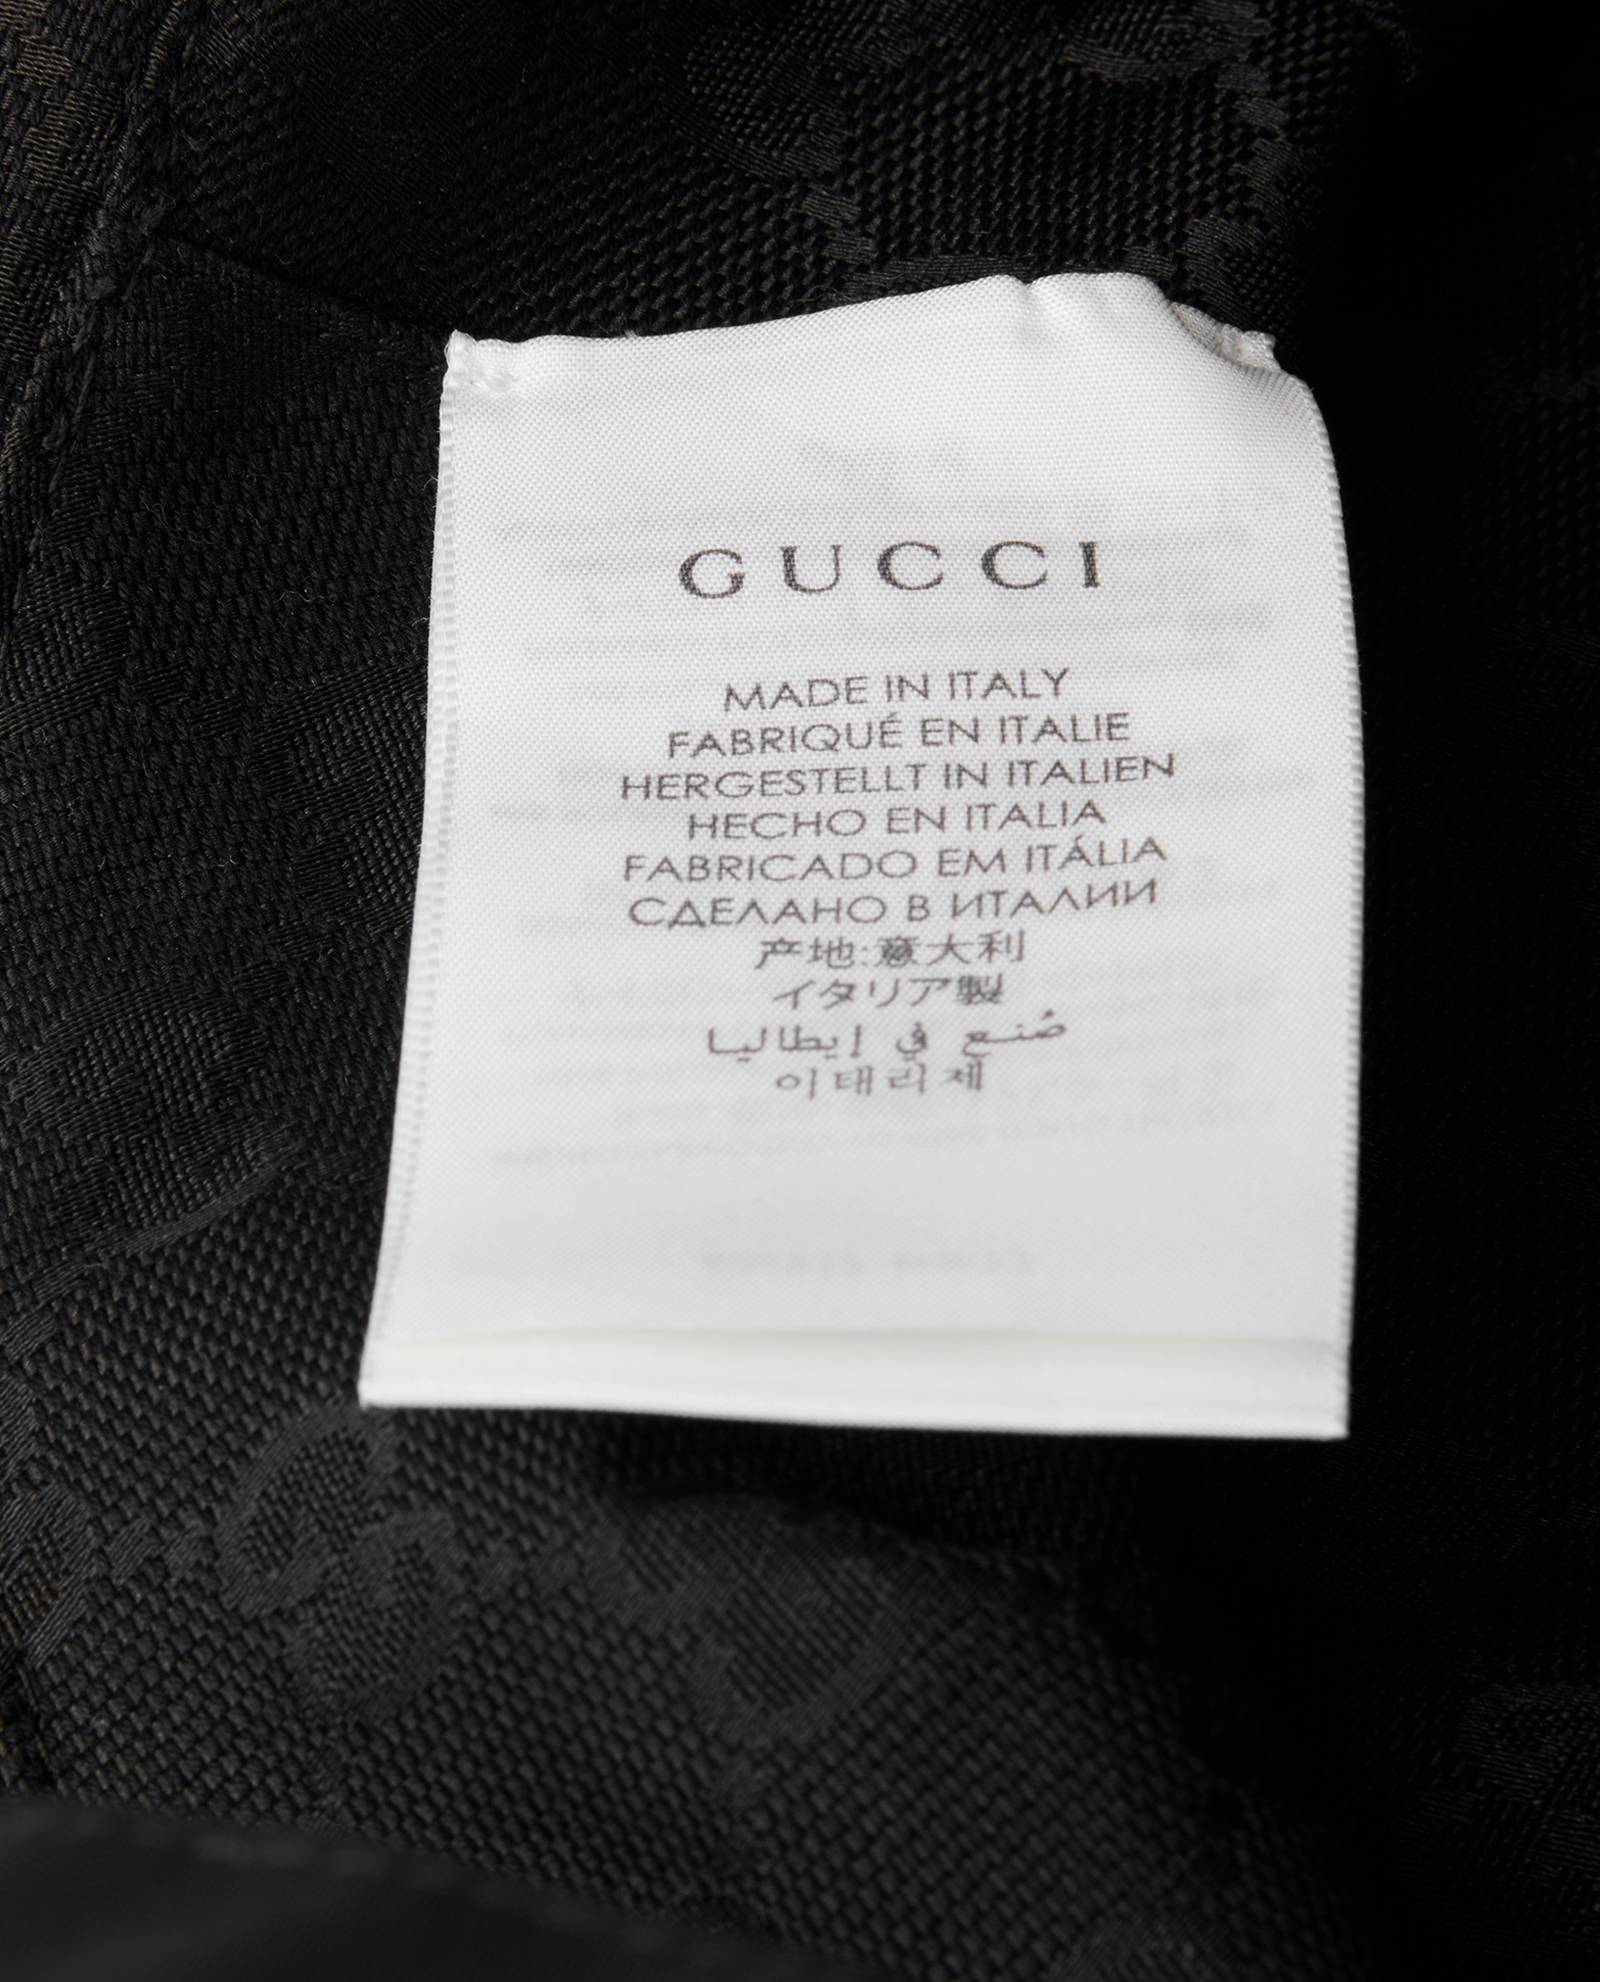 GUCCI
MADE IN ITALY
FABRIQUÉ EN ITALIE
HERGESTELLT IN ITALIEN
HECHO EN ITALIA
FABRICADO EM ITÁLIA
СДЕЛАНО В ИТАЛИИ
产地:意大利
イタリア製
صُنع في إيطاليا
이태리제